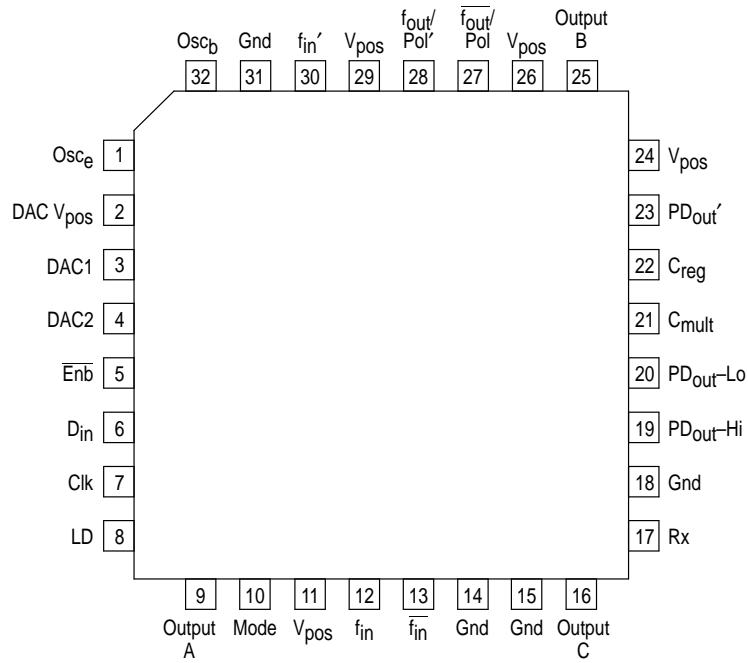 Osc_b Gnd f_in′ V_pos f_out/ Pol′ f̅_o̅u̅t̅/ Pol V_pos Output B
32 31 30 29 28 27 26 25
Osc_e 1
24 V_pos
DAC V_pos 2
23 PD_out′
DAC1 3
22 C_reg
DAC2 4
21 C_mult
E̅n̅b̅ 5
20 PD_out–Lo
D_in 6
19 PD_out–Hi
Clk 7
18 Gnd
LD 8
17 Rx
9 10 11 12 13 14 15 16
Output A Mode V_pos f_in f̅_i̅n̅ Gnd Gnd Output C